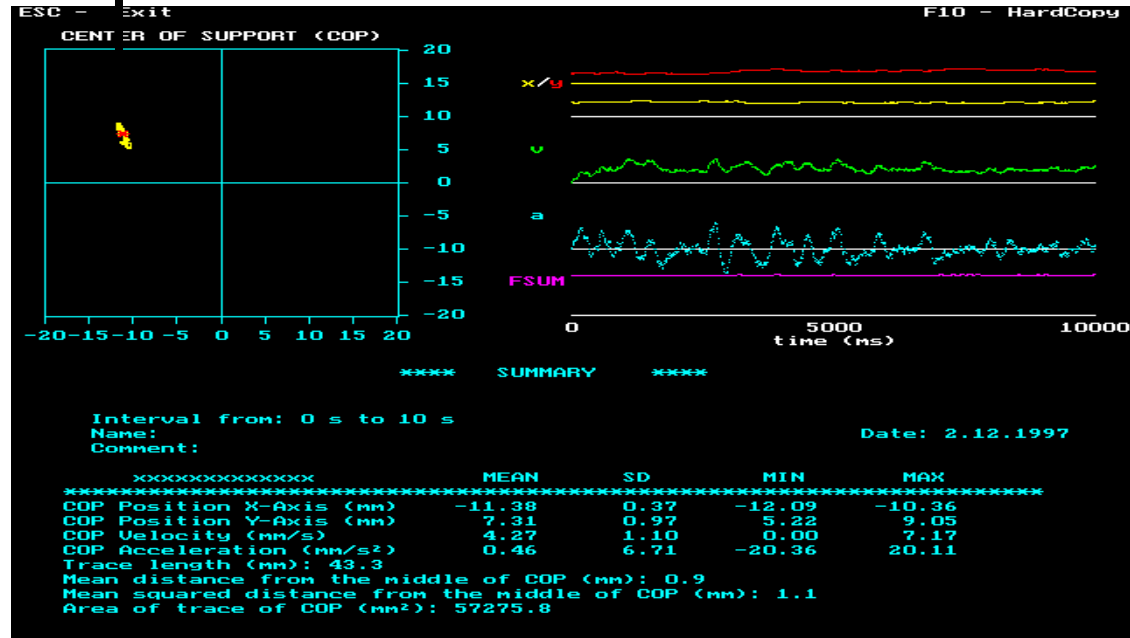 ESC - Exit
F10 - HardCopy
CENTER OF SUPPORT (COP)
20
15
10
5
0
-5
-10
-15
-20
-20-15-10 -5 0 5 10 15 20
x/y
v
a
FSUM
0 5000 10000
time (ms)
**** SUMMARY ****
Interval from: 0 s to 10 s
Name:
Date: 2.12.1997
Comment:
xxxxxxxxxxxxx MEAN SD MIN MAX
COP Position X-Axis (mm) -11.38 0.37 -12.09 -10.36
COP Position Y-Axis (mm) 7.31 0.97 5.22 9.05
COP Velocity (mm/s) 4.27 1.10 0.00 7.17
COP Acceleration (mm/s²) 0.46 6.71 -20.36 20.11
Trace length (mm): 43.3
Mean distance from the middle of COP (mm): 0.9
Mean squared distance from the middle of COP (mm): 1.1
Area of trace of COP (mm²): 57275.8